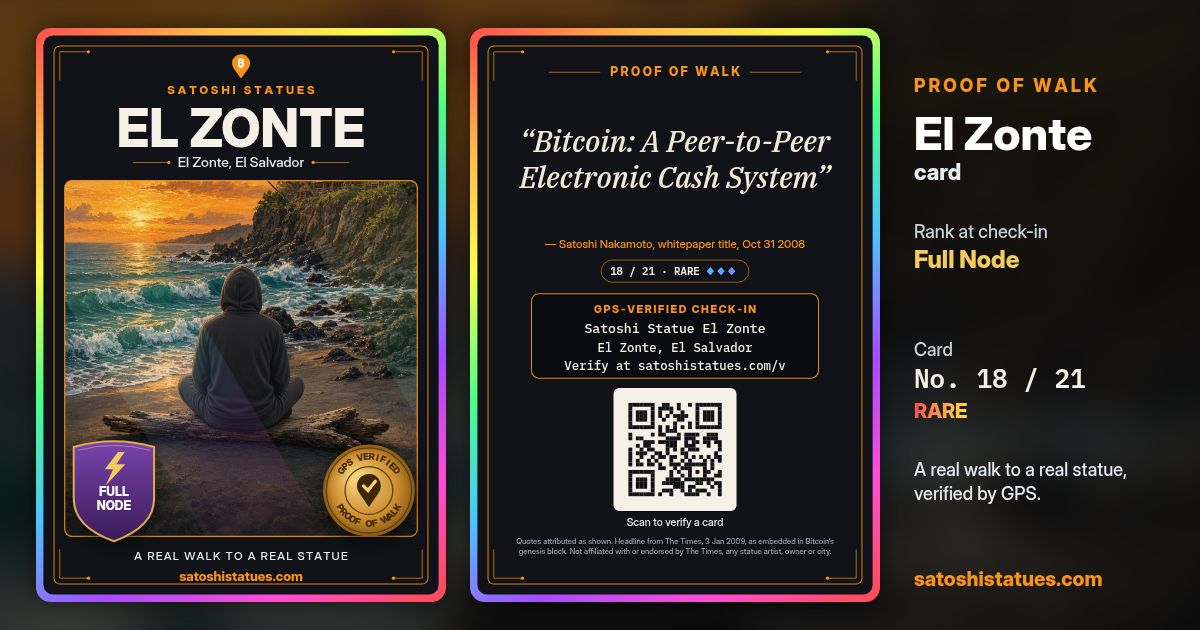 SATOSHI STATUES
EL ZONTE
El Zonte, El Salvador
FULL
NODE
GPS VERIFIED
PROOF OF WALK
A REAL WALK TO A REAL STATUE
satoshistatues.com
PROOF OF WALK
“Bitcoin: A Peer-to-Peer
Electronic Cash System”
— Satoshi Nakamoto, whitepaper title, Oct 31 2008
18 / 21 · RARE
GPS-VERIFIED CHECK-IN
Satoshi Statue El Zonte
El Zonte, El Salvador
Verify at satoshistatues.com/v
Scan to verify a card
Quotes attributed as shown. Headline from The Times, 3 Jan 2009, as embedded in Bitcoin's
genesis block. Not affiliated with or endorsed by The Times, any statue artist, owner or city.
PROOF OF WALK
El Zonte
card
Rank at check-in
Full Node
Card
No. 18 / 21
RARE
A real walk to a real statue,
verified by GPS.
satoshistatues.com